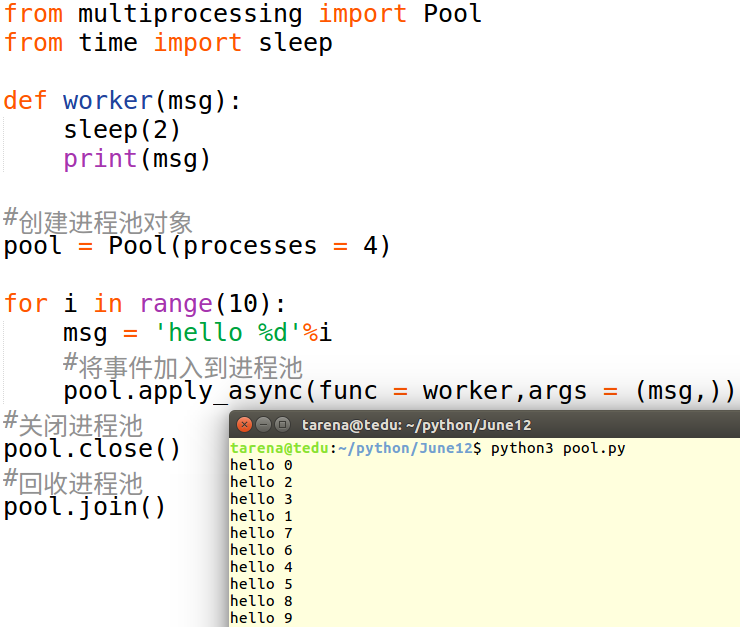 from multiprocessing import Pool
from time import sleep
def worker(msg):
    sleep(2)
    print(msg)
#创建进程池对象
pool = Pool(processes = 4)
for i in range(10):
    msg = 'hello %d'%i
    #将事件加入到进程池
    pool.apply_async(func = worker,args = (msg,))
#关闭进程池
pool.close()
#回收进程池
pool.join()
tarena@tedu: ~/python/June12
tarena@tedu:~/python/June12$ python3 pool.py
hello 0
hello 2
hello 3
hello 1
hello 7
hello 6
hello 4
hello 5
hello 8
hello 9